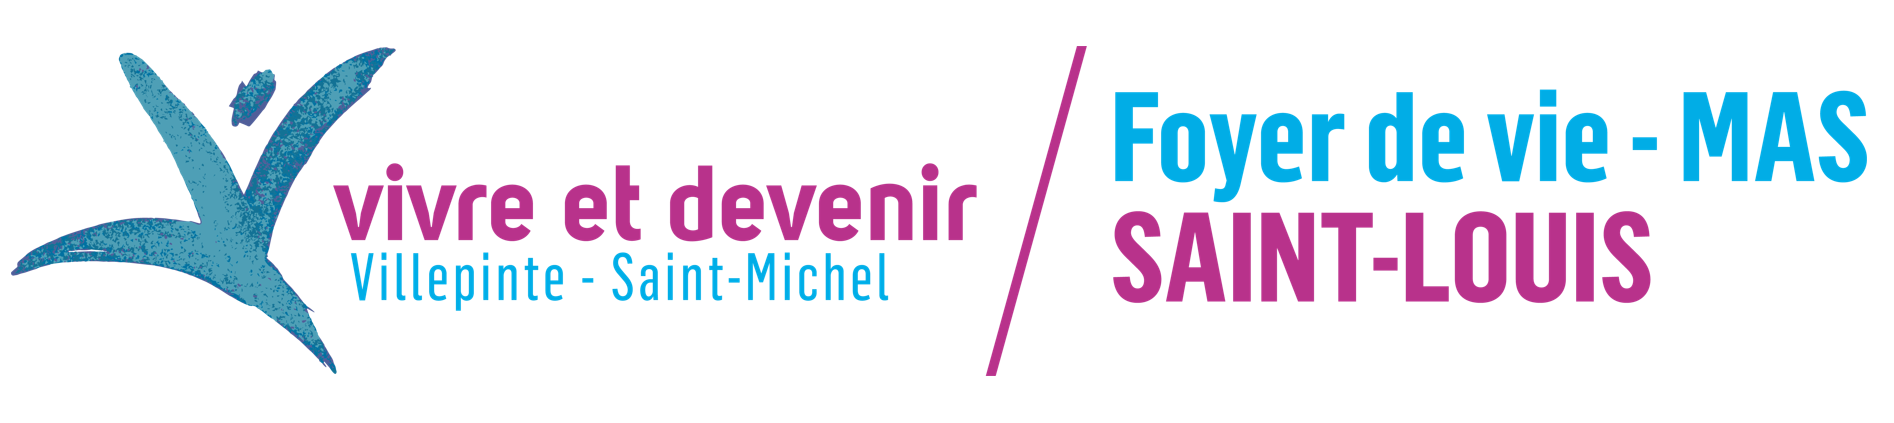 vivre et devenir
Villepinte - Saint-Michel
Foyer de vie - MAS
SAINT-LOUIS